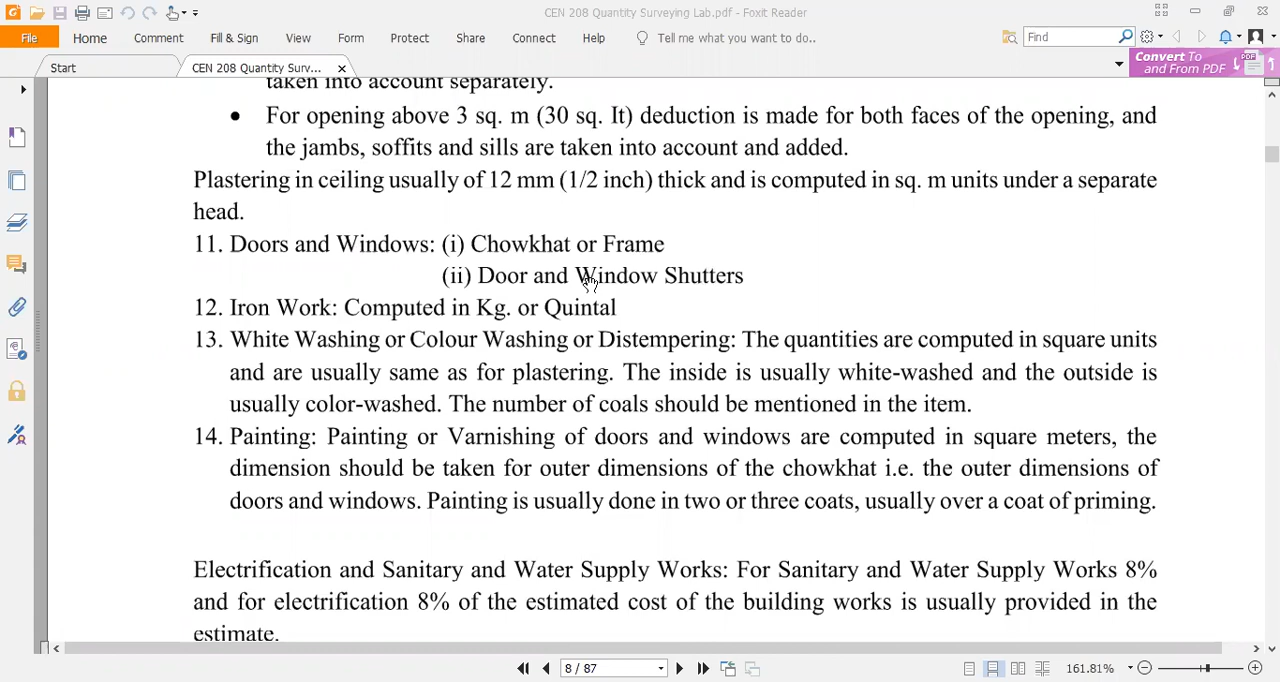 CEN 208 Quantity Surveying Lab.pdf - Foxit Reader
File Home Comment Fill & Sign View Form Protect Share Connect Help Tell me what you want to do.. Find
Start CEN 208 Quantity Surv... Convert To
and From PDF PDF
taken into account separately.
• For opening above 3 sq. m (30 sq. It) deduction is made for both faces of the opening, and
the jambs, soffits and sills are taken into account and added.
Plastering in ceiling usually of 12 mm (1/2 inch) thick and is computed in sq. m units under a separate
head.
11. Doors and Windows: (i) Chowkhat or Frame
(ii) Door and Window Shutters
12. Iron Work: Computed in Kg. or Quintal
13. White Washing or Colour Washing or Distempering: The quantities are computed in square units
and are usually same as for plastering. The inside is usually white-washed and the outside is
usually color-washed. The number of coals should be mentioned in the item.
14. Painting: Painting or Varnishing of doors and windows are computed in square meters, the
dimension should be taken for outer dimensions of the chowkhat i.e. the outer dimensions of
doors and windows. Painting is usually done in two or three coats, usually over a coat of priming.
Electrification and Sanitary and Water Supply Works: For Sanitary and Water Supply Works 8%
and for electrification 8% of the estimated cost of the building works is usually provided in the
estimate.
8 / 87 161.81%